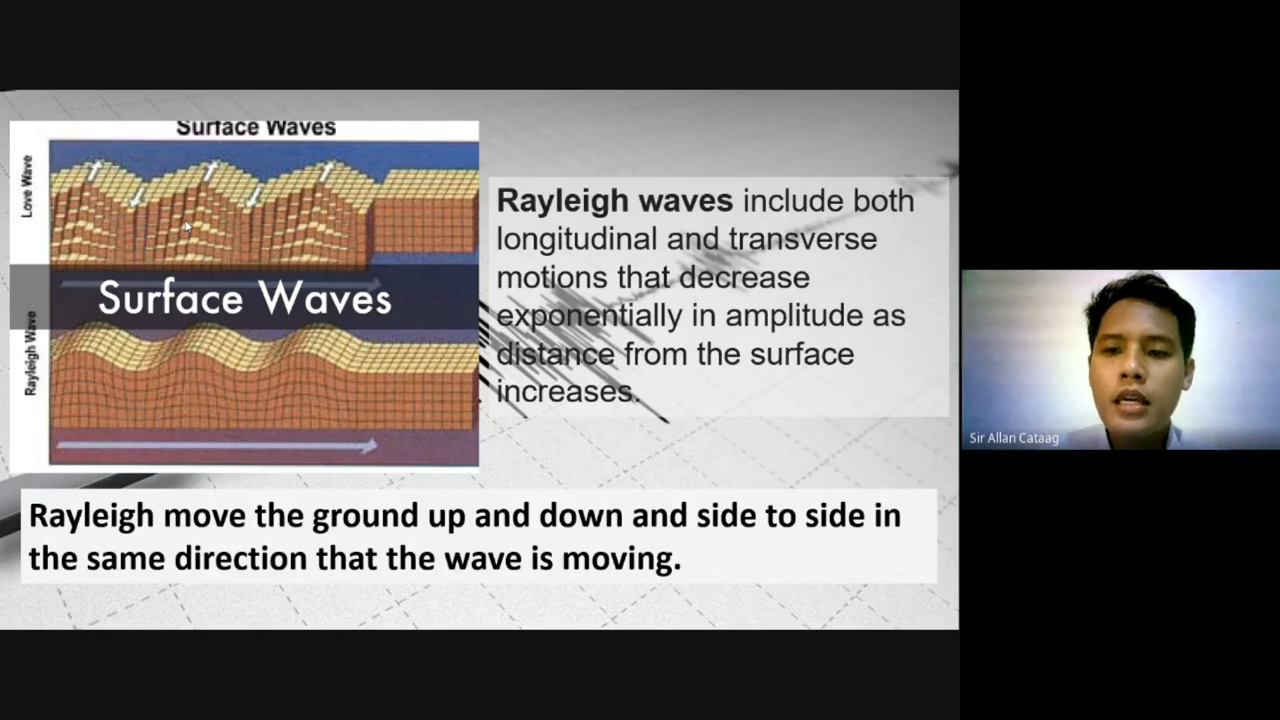 Surface Waves
Love Wave
Surface Waves
Rayleigh Wave
Rayleigh waves include both
longitudinal and transverse
motions that decrease
exponentially in amplitude as
distance from the surface
increases.
Rayleigh move the ground up and down and side to side in
the same direction that the wave is moving.
Sir Allan Cataag